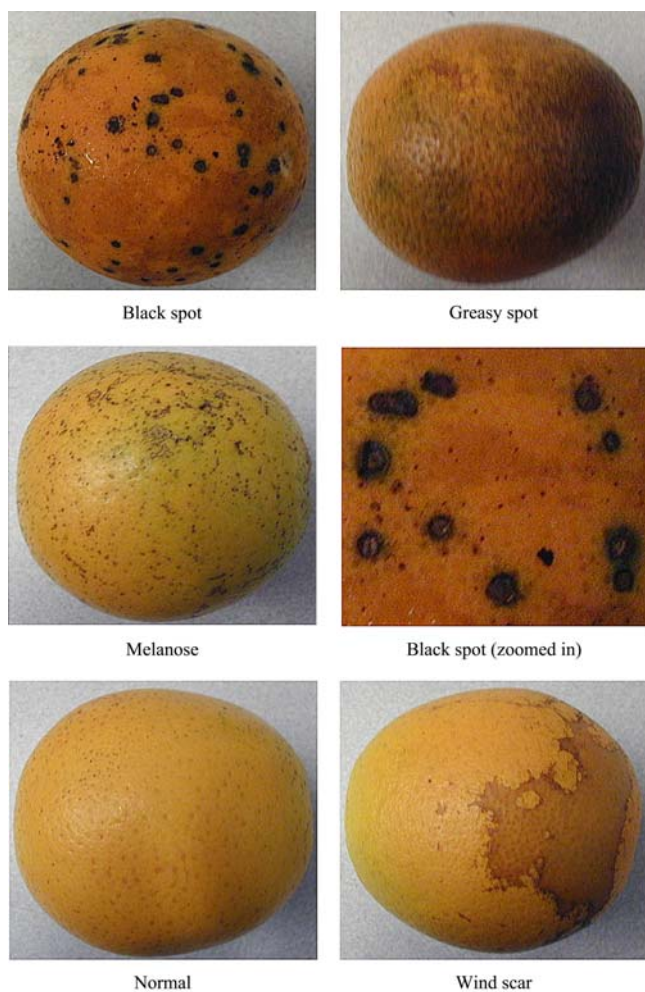 Black spot
Greasy spot
Melanose
Black spot (zoomed in)
Normal
Wind scar